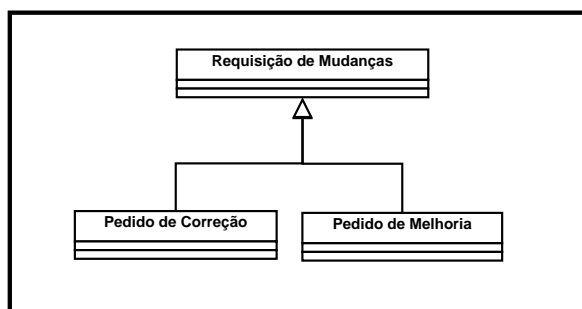 Requisição de Mudanças
Pedido de Correção
Pedido de Melhoria